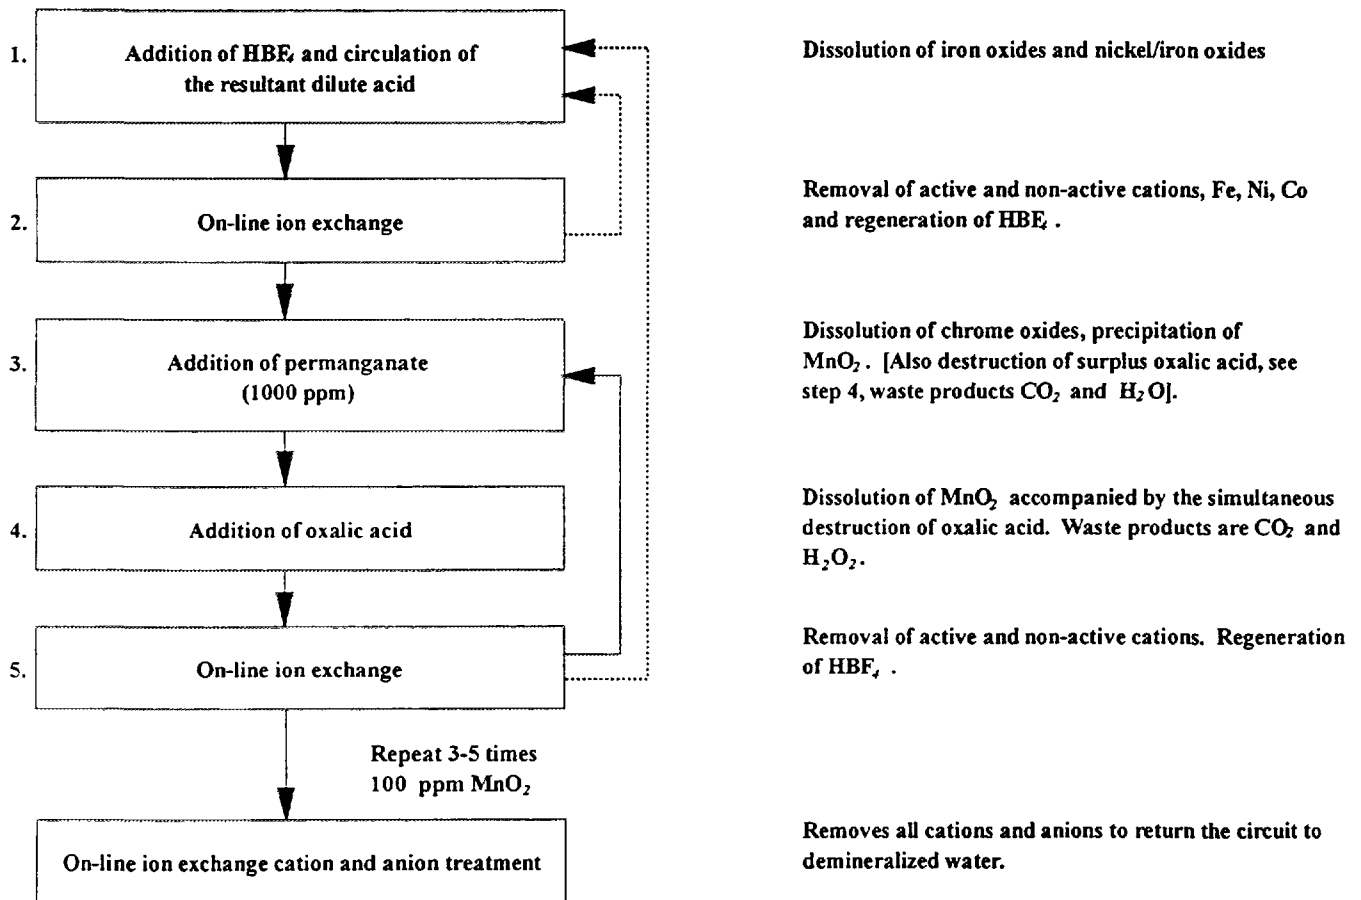 1.
Addition of HBF₄ and circulation of
the resultant dilute acid
Dissolution of iron oxides and nickel/iron oxides
2.
On-line ion exchange
Removal of active and non-active cations, Fe, Ni, Co
and regeneration of HBF₄ .
3.
Addition of permanganate
(1000 ppm)
Dissolution of chrome oxides, precipitation of
MnO₂ . [Also destruction of surplus oxalic acid, see
step 4, waste products CO₂ and H₂O].
4.
Addition of oxalic acid
Dissolution of MnO₂ accompanied by the simultaneous
destruction of oxalic acid. Waste products are CO₂ and
H₂O₂.
5.
On-line ion exchange
Removal of active and non-active cations. Regeneration
of HBF₄ .
Repeat 3-5 times
100 ppm MnO₂
On-line ion exchange cation and anion treatment
Removes all cations and anions to return the circuit to
demineralized water.